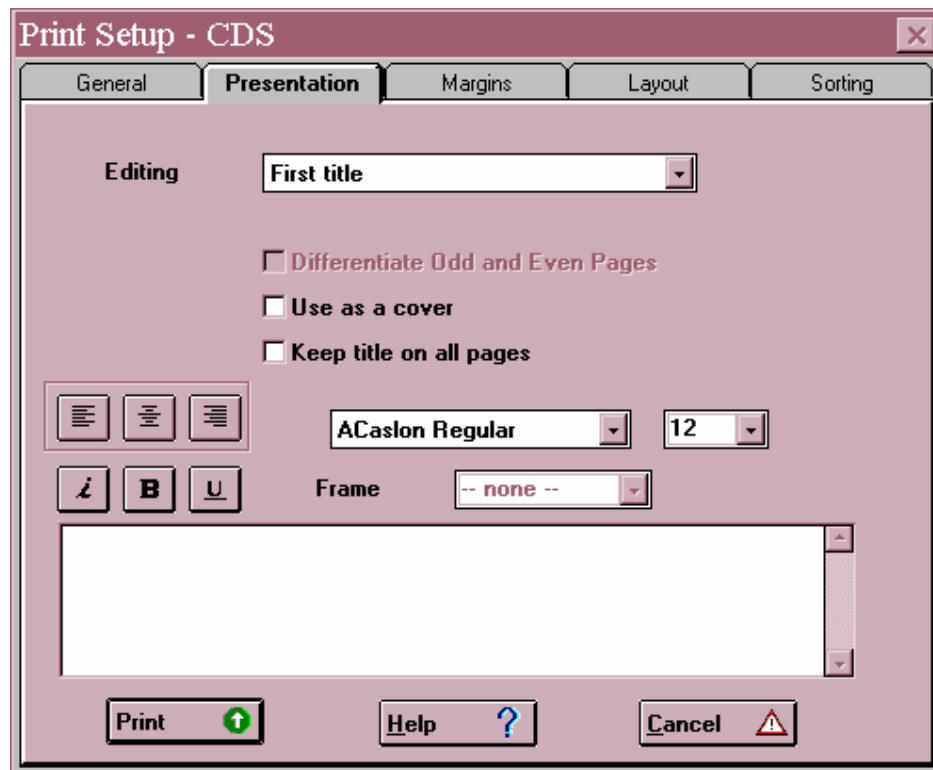 Print Setup - CDS
General Presentation Margins Layout Sorting
Editing First title
Differentiate Odd and Even Pages
Use as a cover
Keep title on all pages
ACaslon Regular 12
i B U Frame -- none --
Print Help ? Cancel